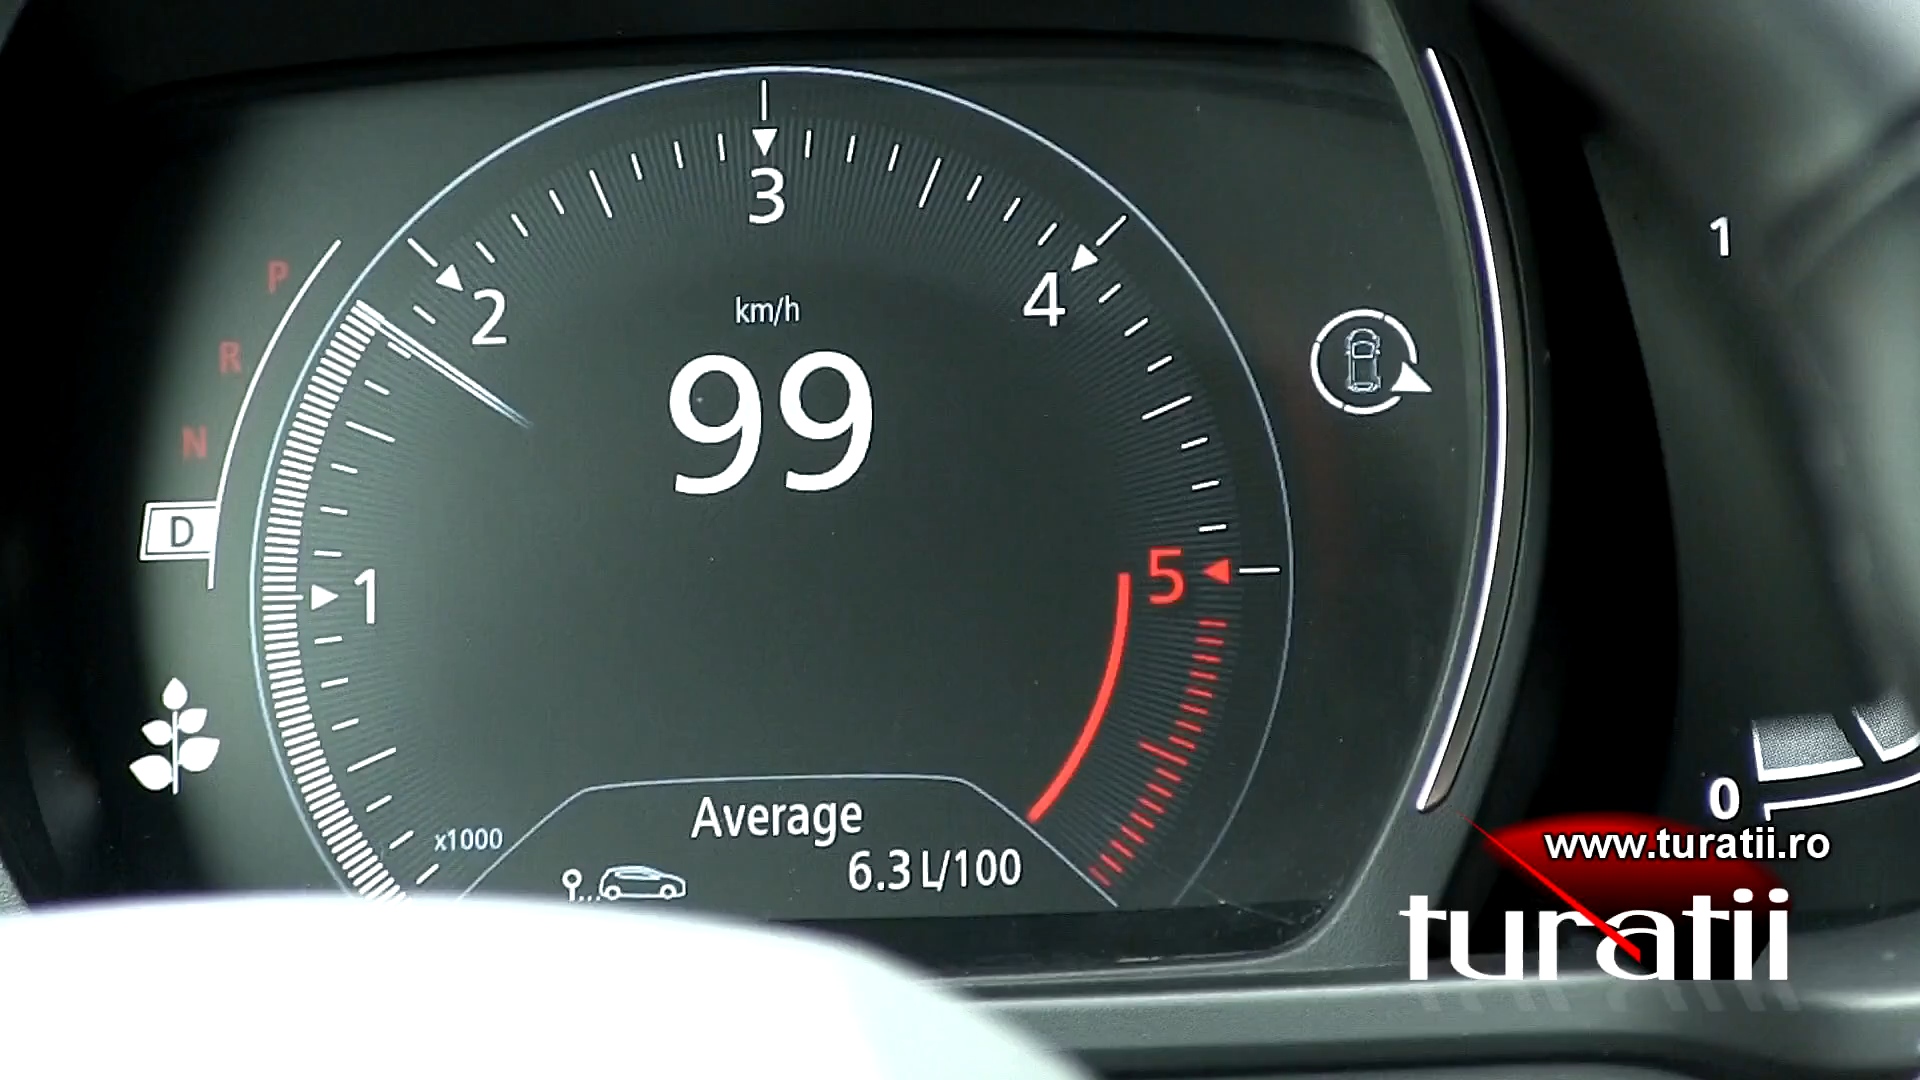 3
2
4
km/h
99
P
R
N
D
1
5
x1000
Average
6.3 L/100
1
0
www.turatii.ro
turatii